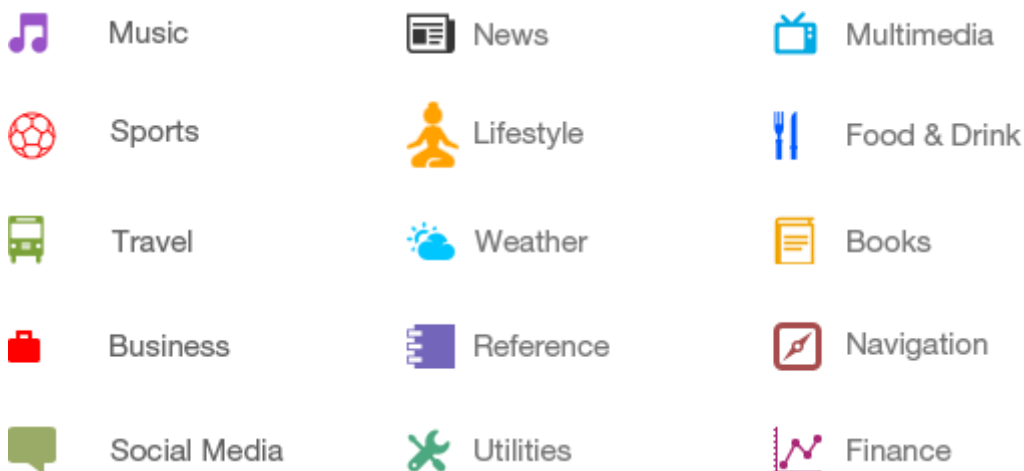 Music
News
Multimedia
Sports
Lifestyle
Food & Drink
Travel
Weather
Books
Business
Reference
Navigation
Social Media
Utilities
Finance